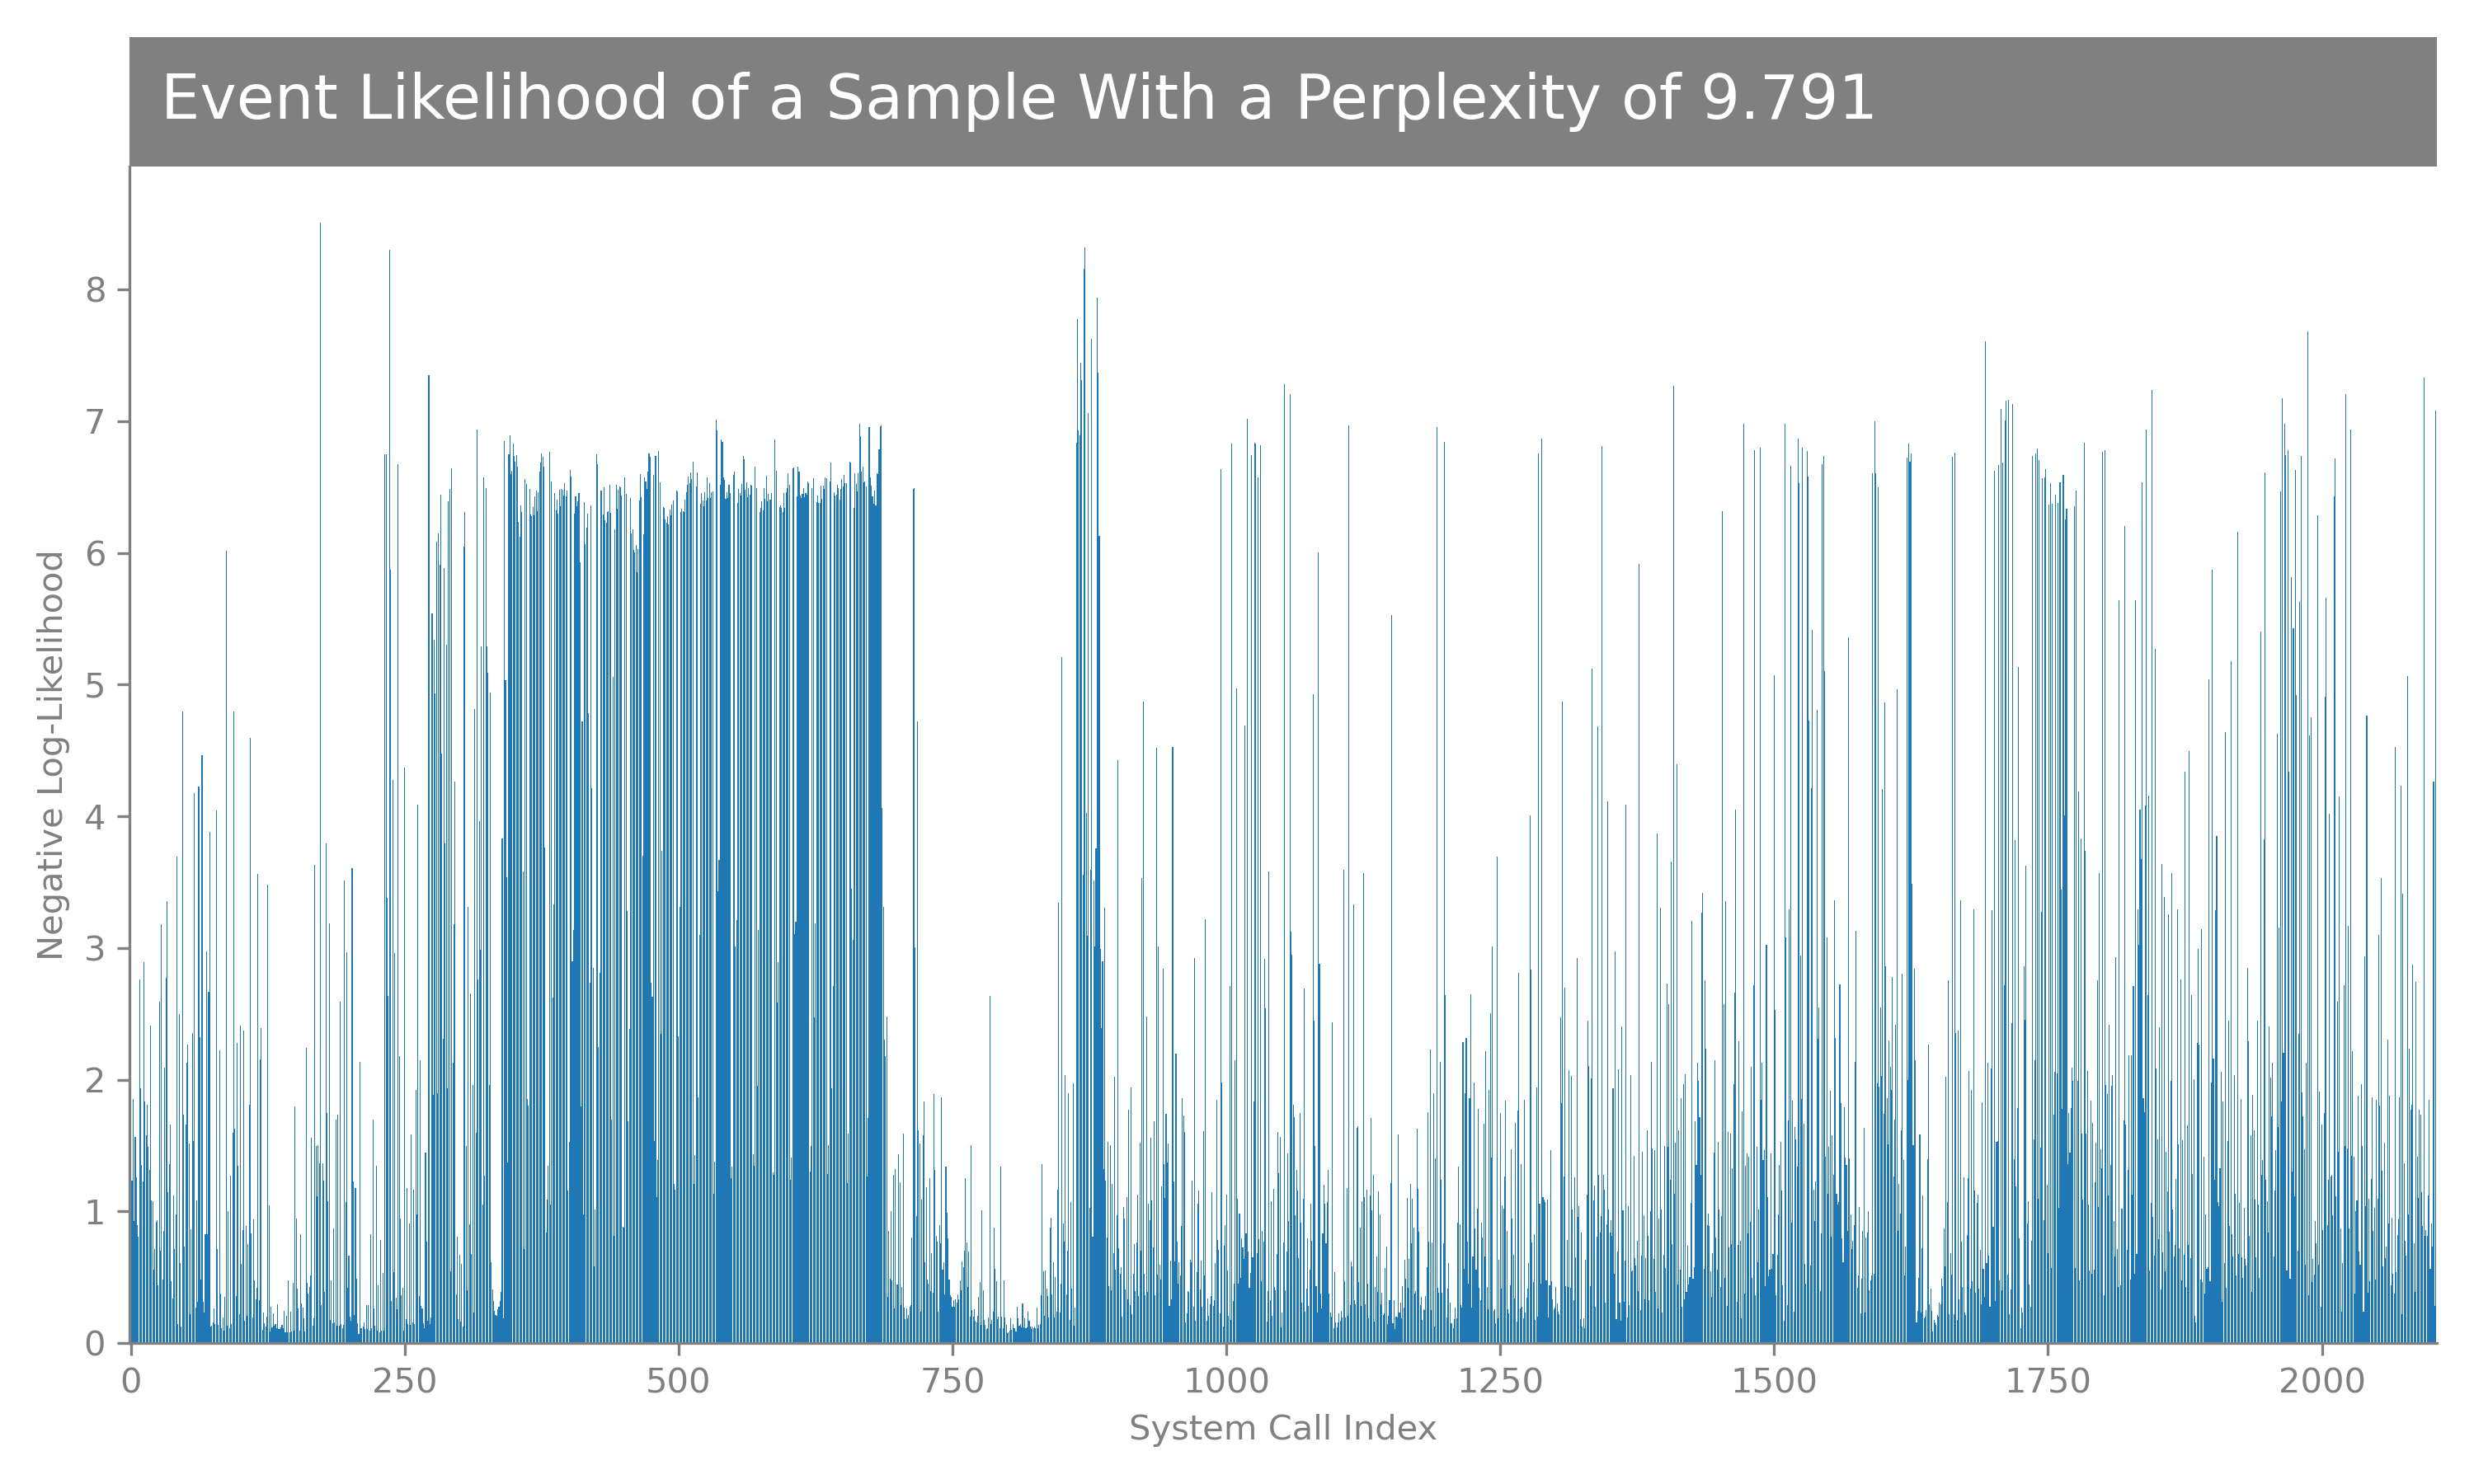 Event Likelihood of a Sample With a Perplexity of 9.791
8
7
6
5
4
3
2
1
0
Negative Log-Likelihood
0 250 500 750 1000 1250 1500 1750 2000
System Call Index